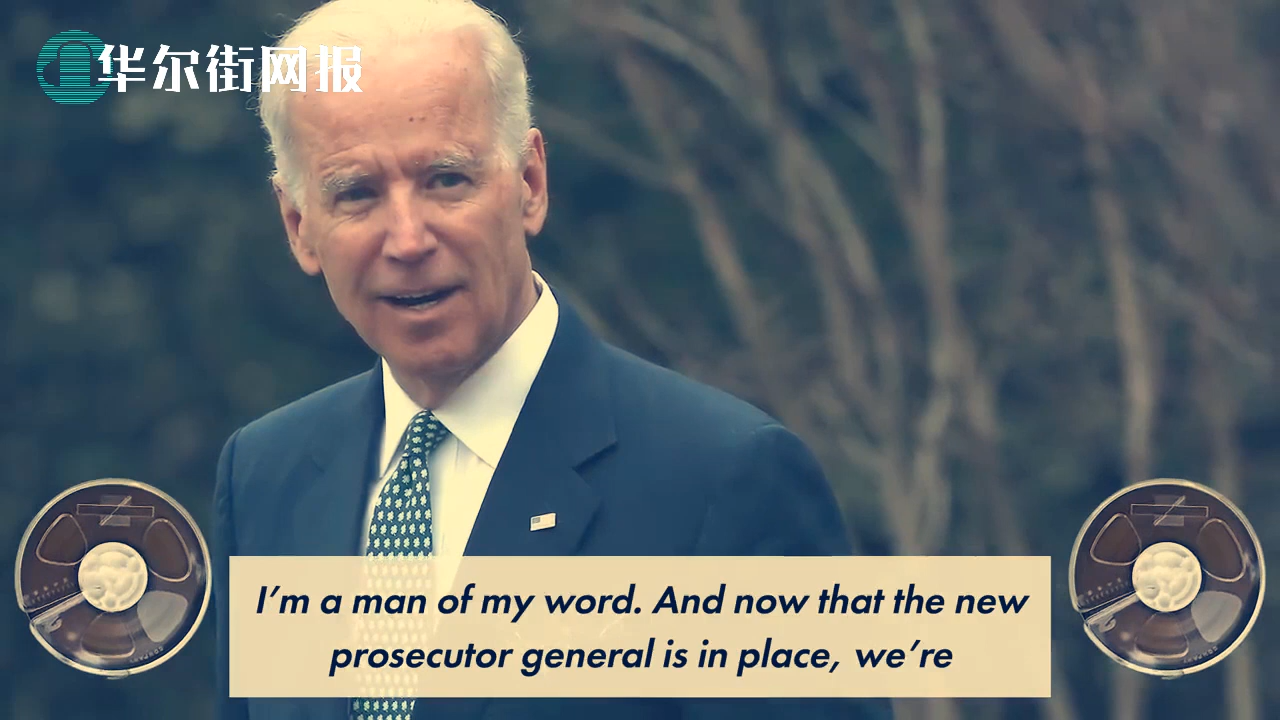 华尔街网报
I'm a man of my word. And now that the new
prosecutor general is in place, we're